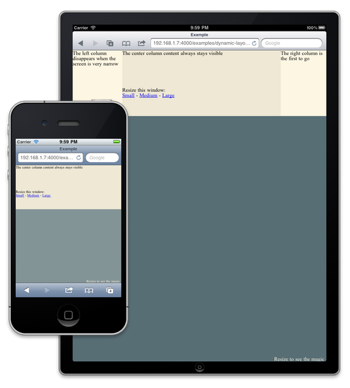 Carrier 9:59 PM 100%
Example
192.168.1.7:4000/examples/dynamic-lays... Google
The left column
disappears when the
screen is very narrow
The center column content always stays visible
Resize this window:
Small - Medium - Large
The right column is
the first to go
Resize to see the magic
Carrier 9:59 PM
Example
192.168.1.7:4000/exa... Google
The center column content always stays visible
Resize this window:
Small - Medium - Large
Resize to see the magic